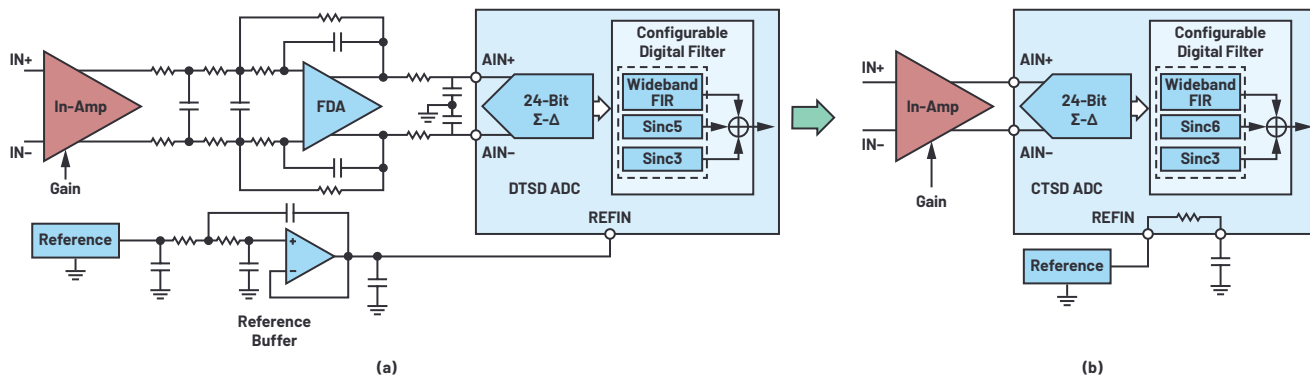 IN+
IN−
In-Amp
Gain
FDA
AIN+
AIN−
24-Bit
Σ-Δ
Configurable
Digital Filter
Wideband
FIR
Sinc5
Sinc3
DTSD ADC
REFIN
Reference
+
−
Reference
Buffer
(a)
IN+
IN−
In-Amp
Gain
AIN+
AIN−
24-Bit
Σ-Δ
Configurable
Digital Filter
Wideband
FIR
Sinc6
Sinc3
CTSD ADC
REFIN
Reference
(b)